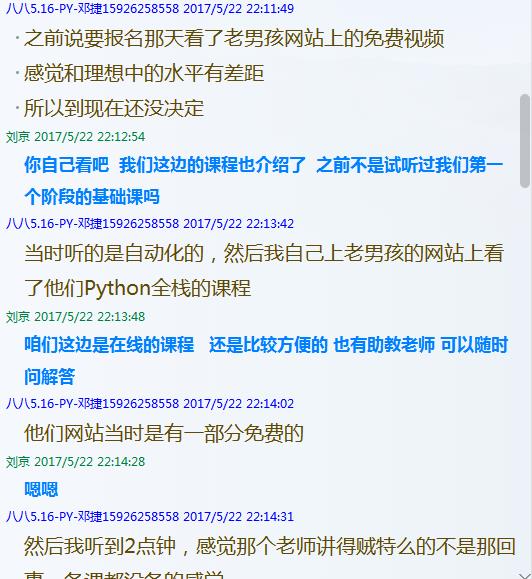 八八5.16-PY-邓捷15926258558 2017/5/22 22:11:49
· 之前说要报名那天看了老男孩网站上的免费视频
· 感觉和理想中的水平有差距
· 所以到现在还没决定
刘京 2017/5/22 22:12:54
你自己看吧 我们这边的课程也介绍了 之前不是试听过我们第一
个阶段的基础课吗
八八5.16-PY-邓捷15926258558 2017/5/22 22:13:42
当时听的是自动化的，然后我自己上老男孩的网站上看
了他们Python全栈的课程
刘京 2017/5/22 22:13:48
咱们这边是在线的课程 还是比较方便的 也有助教老师 可以随时
问解答
八八5.16-PY-邓捷15926258558 2017/5/22 22:14:02
他们网站当时是有一部分免费的
刘京 2017/5/22 22:14:28
嗯嗯
八八5.16-PY-邓捷15926258558 2017/5/22 22:14:31
然后我听到2点钟，感觉那个老师讲得贼特么的不是那回